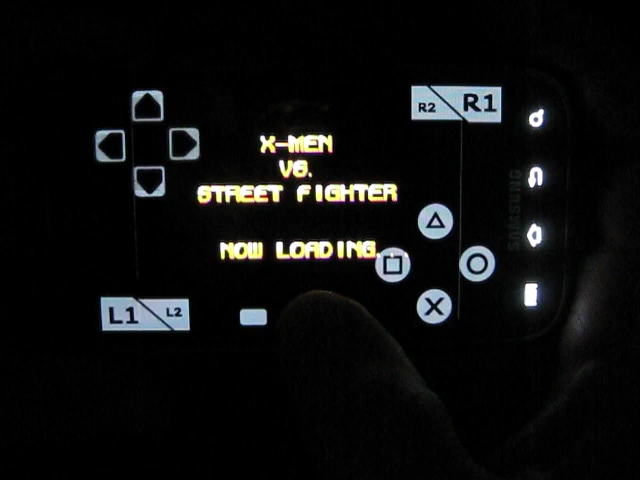 R2 R1
X-MEN
VS.
STREET FIGHTER
NOW LOADING..
L1 L2
SAMSUNG